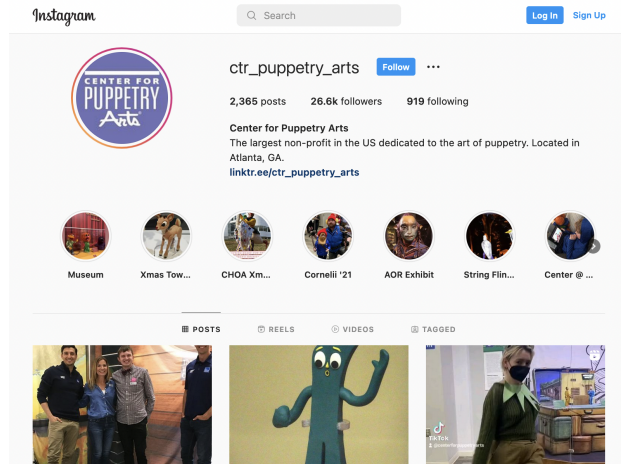 Instagram
Search
Log In
Sign Up
CENTER FOR
PUPPETRY
Arts
ctr_puppetry_arts
Follow
2,365 posts 26.6k followers 919 following
Center for Puppetry Arts
The largest non-profit in the US dedicated to the art of puppetry. Located in
Atlanta, GA.
linktr.ee/ctr_puppetry_arts
Museum Xmas Tow... CHOA Xm... Cornelii '21 AOR Exhibit String Flin... Center @ ...
POSTS REELS VIDEOS TAGGED
TikTok